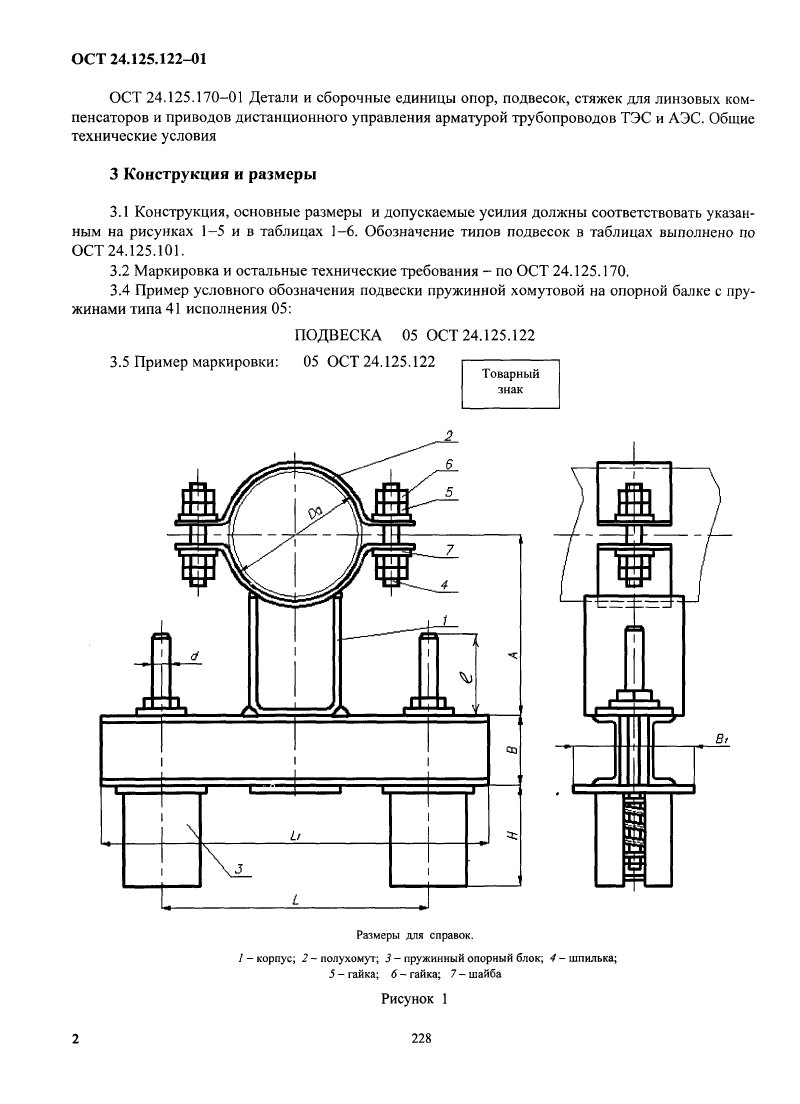 ОСТ 24.125.122–01
ОСТ 24.125.170–01 Детали и сборочные единицы опор, подвесок, стяжек для линзовых ком-
пенсаторов и приводов дистанционного управления арматурой трубопроводов ТЭС и АЭС. Общие
технические условия
3 Конструкция и размеры
3.1 Конструкция, основные размеры и допускаемые усилия должны соответствовать указан-
ным на рисунках 1–5 и в таблицах 1–6. Обозначение типов подвесок в таблицах выполнено по
ОСТ 24.125.101.
3.2 Маркировка и остальные технические требования – по ОСТ 24.125.170.
3.4 Пример условного обозначения подвески пружинной хомутовой на опорной балке с пру-
жинами типа 41 исполнения 05:
ПОДВЕСКА 05 ОСТ 24.125.122
3.5 Пример маркировки: 05 ОСТ 24.125.122
Товарный
знак
2
6
5
Da
7
4
1
d
l
A
B
B1
L1
H
3
L
Размеры для справок.
1 – корпус; 2 – полухомут; 3 – пружинный опорный блок; 4 – шпилька;
5 – гайка; 6 – гайка; 7 – шайба
Рисунок 1
2
228